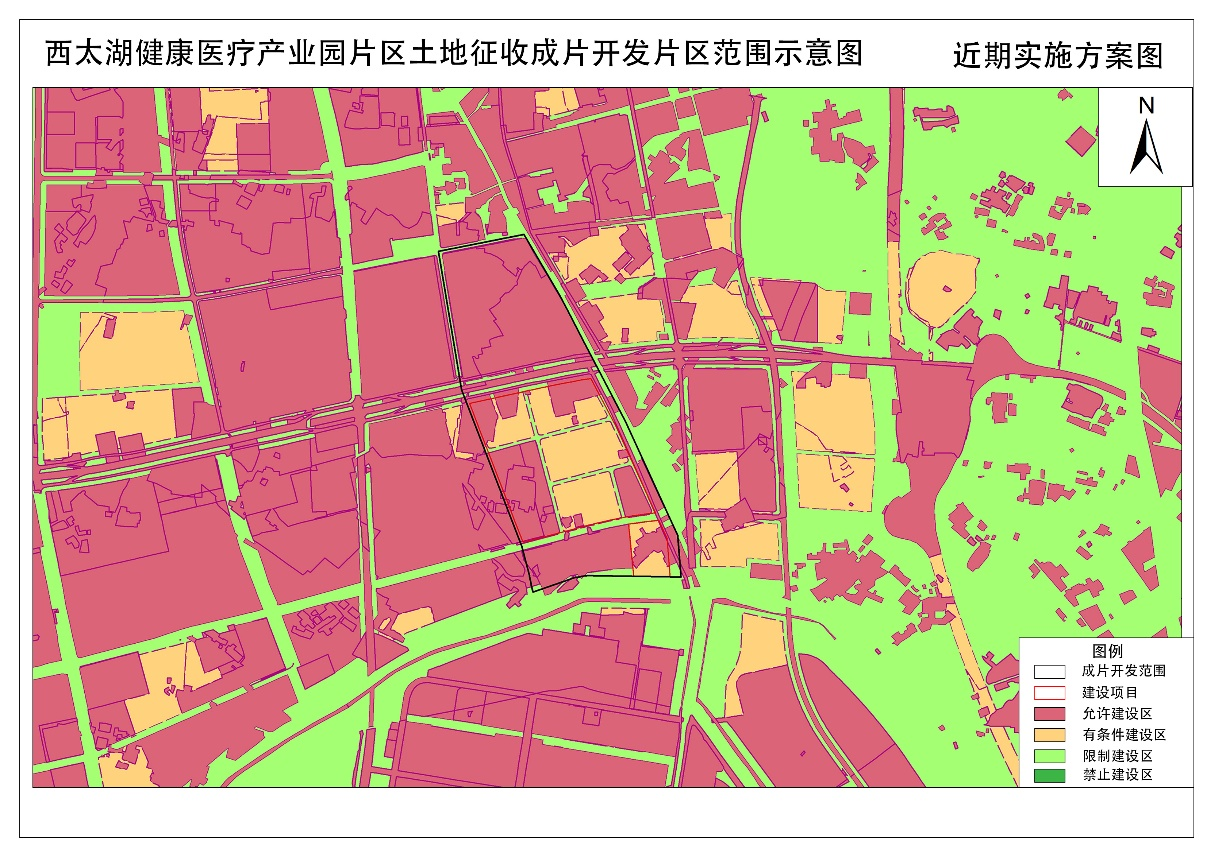 西太湖健康医疗产业园片区土地征收成片开发片区范围示意图
近期实施方案图
N
图例
成片开发范围
建设项目
允许建设区
有条件建设区
限制建设区
禁止建设区